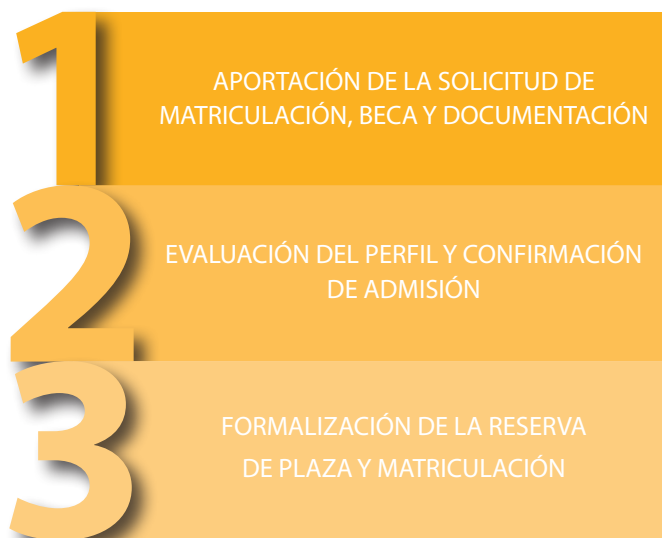 1
APORTACIÓN DE LA SOLICITUD DE
MATRICULACIÓN, BECA Y DOCUMENTACIÓN
2
EVALUACIÓN DEL PERFIL Y CONFIRMACIÓN
DE ADMISIÓN
3
FORMALIZACIÓN DE LA RESERVA
DE PLAZA Y MATRICULACIÓN